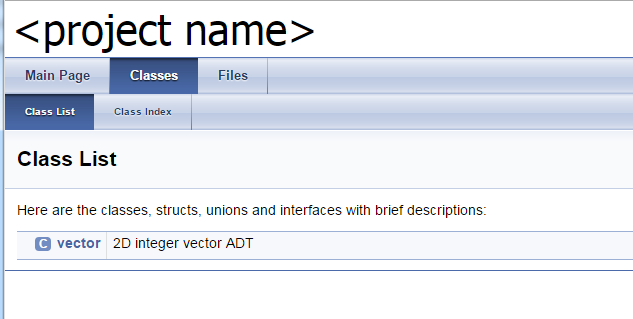 <project name>
Main Page Classes Files
Class List Class Index
Class List
Here are the classes, structs, unions and interfaces with brief descriptions:
C vector 2D integer vector ADT